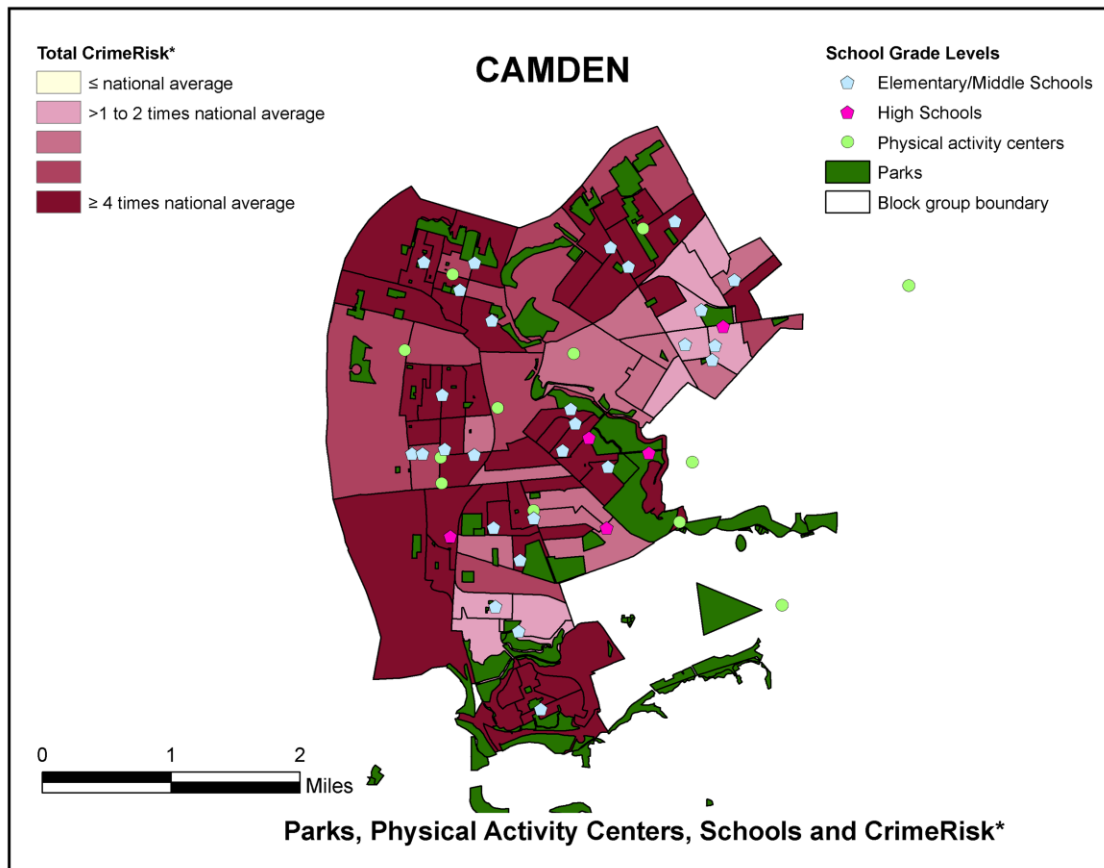 CAMDEN
Total CrimeRisk*
≤ national average
>1 to 2 times national average
≥ 4 times national average
School Grade Levels
Elementary/Middle Schools
High Schools
Physical activity centers
Parks
Block group boundary
0 1 2
Miles
Parks, Physical Activity Centers, Schools and CrimeRisk*